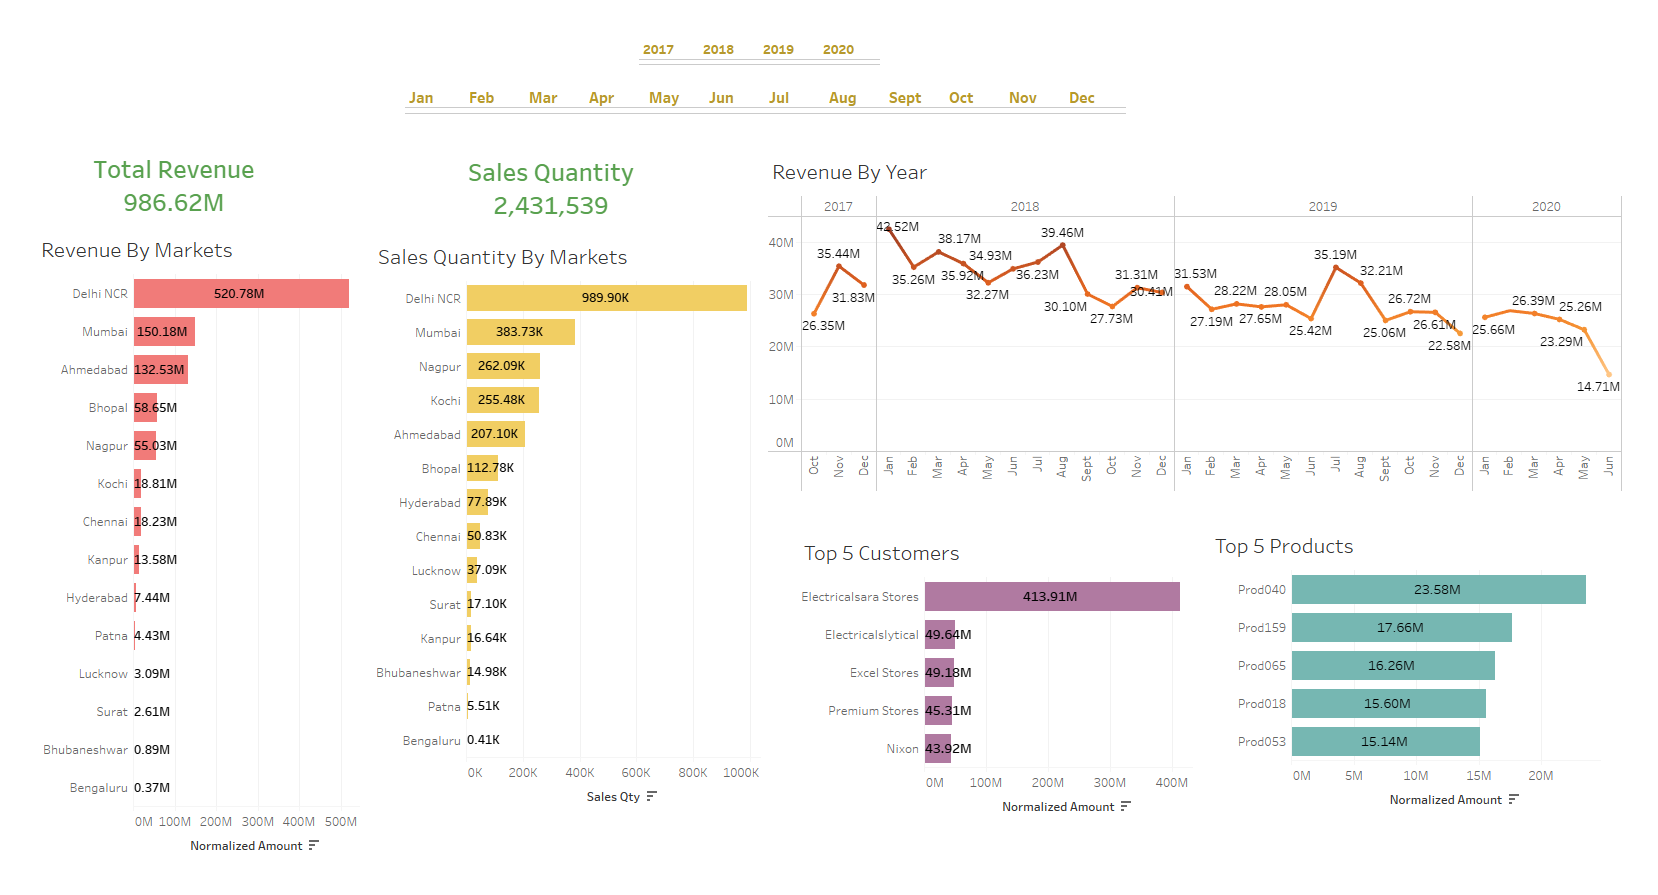 2017 2018 2019 2020
Jan Feb Mar Apr May Jun Jul Aug Sept Oct Nov Dec
Total Revenue
986.62M
Revenue By Markets
Delhi NCR 520.78M
Mumbai 150.18M
Ahmedabad 132.53M
Bhopal 58.65M
Nagpur 55.03M
Kochi 18.81M
Chennai 18.23M
Kanpur 13.58M
Hyderabad 7.44M
Patna 4.43M
Lucknow 3.09M
Surat 2.61M
Bhubaneshwar 0.89M
Bengaluru 0.37M
0M 100M 200M 300M 400M 500M
Normalized Amount
Sales Quantity
2,431,539
Sales Quantity By Markets
Delhi NCR 989.90K
Mumbai 383.73K
Nagpur 262.09K
Kochi 255.48K
Ahmedabad 207.10K
Bhopal 112.78K
Hyderabad 77.89K
Chennai 50.83K
Lucknow 37.09K
Surat 17.10K
Kanpur 16.64K
Bhubaneshwar 14.98K
Patna 5.51K
Bengaluru 0.41K
0K 200K 400K 600K 800K 1000K
Sales Qty
Revenue By Year
2017 2018 2019 2020
40M
30M
20M
10M
0M
26.35M 35.44M 31.83M
42.52M 35.26M 38.17M 35.92M 34.93M 32.27M 36.23M 39.46M 30.10M 27.73M 31.31M 30.41M
31.53M 27.19M 28.22M 27.65M 28.05M 25.42M 35.19M 32.21M 25.06M 26.72M 26.61M 22.58M
25.66M 26.39M 25.26M 23.29M 14.71M
Oct Nov Dec Jan Feb Mar Apr May Jun Jul Aug Sept Oct Nov Dec Jan Feb Mar Apr May Jun Jul Aug Sept Oct Nov Dec Jan Feb Mar Apr May Jun
Top 5 Customers
Electricalsara Stores 413.91M
Electricalslytical 49.64M
Excel Stores 49.18M
Premium Stores 45.31M
Nixon 43.92M
0M 100M 200M 300M 400M
Normalized Amount
Top 5 Products
Prod040 23.58M
Prod159 17.66M
Prod065 16.26M
Prod018 15.60M
Prod053 15.14M
0M 5M 10M 15M 20M
Normalized Amount